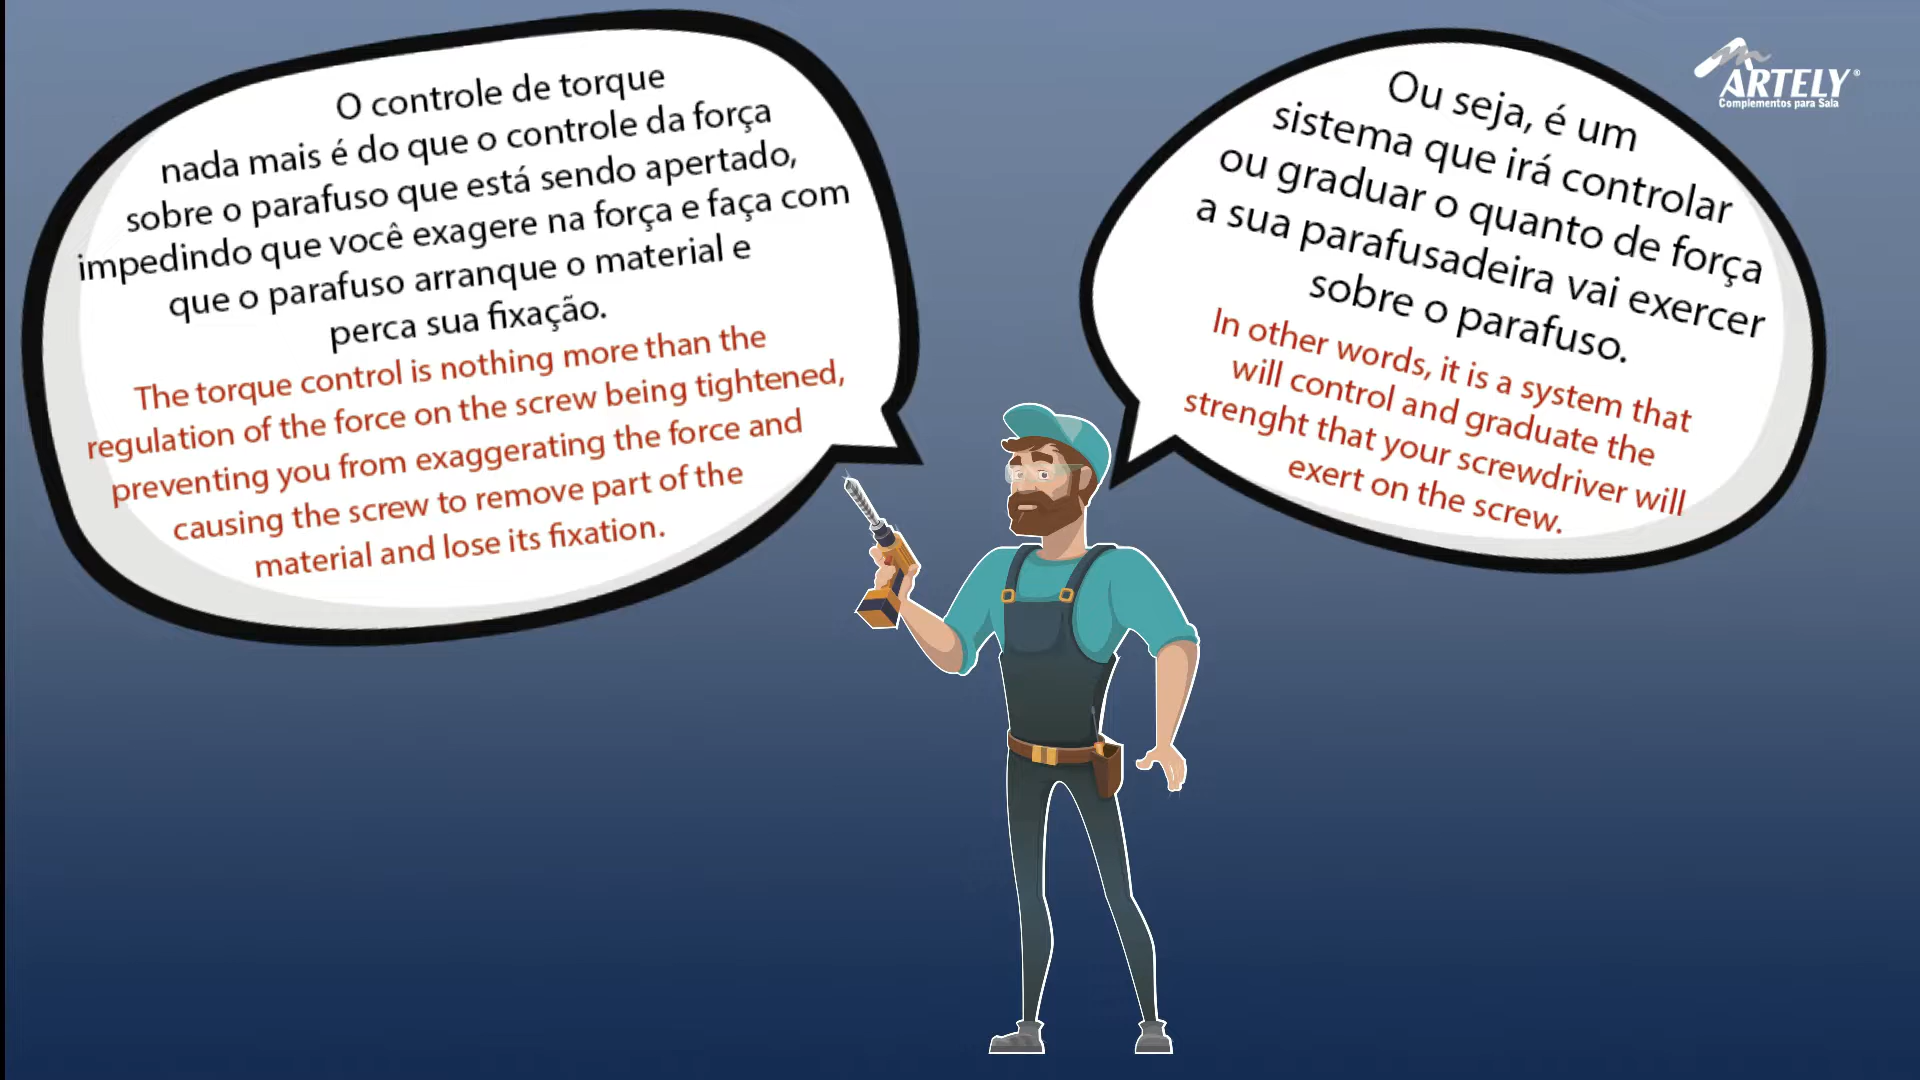 O controle de torque
nada mais é do que o controle da força
sobre o parafuso que está sendo apertado,
impedindo que você exagere na força e faça com
que o parafuso arranque o material e
perca sua fixação.
The torque control is nothing more than the
regulation of the force on the screw being tightened,
preventing you from exaggerating the force and
causing the screw to remove part of the
material and lose its fixation.
Ou seja, é um
sistema que irá controlar
ou graduar o quanto de força
a sua parafusadeira vai exercer
sobre o parafuso.
In other words, it is a system that
will control and graduate the
strenght that your screwdriver will
exert on the screw.
ARTELY®
Complementos para Sala